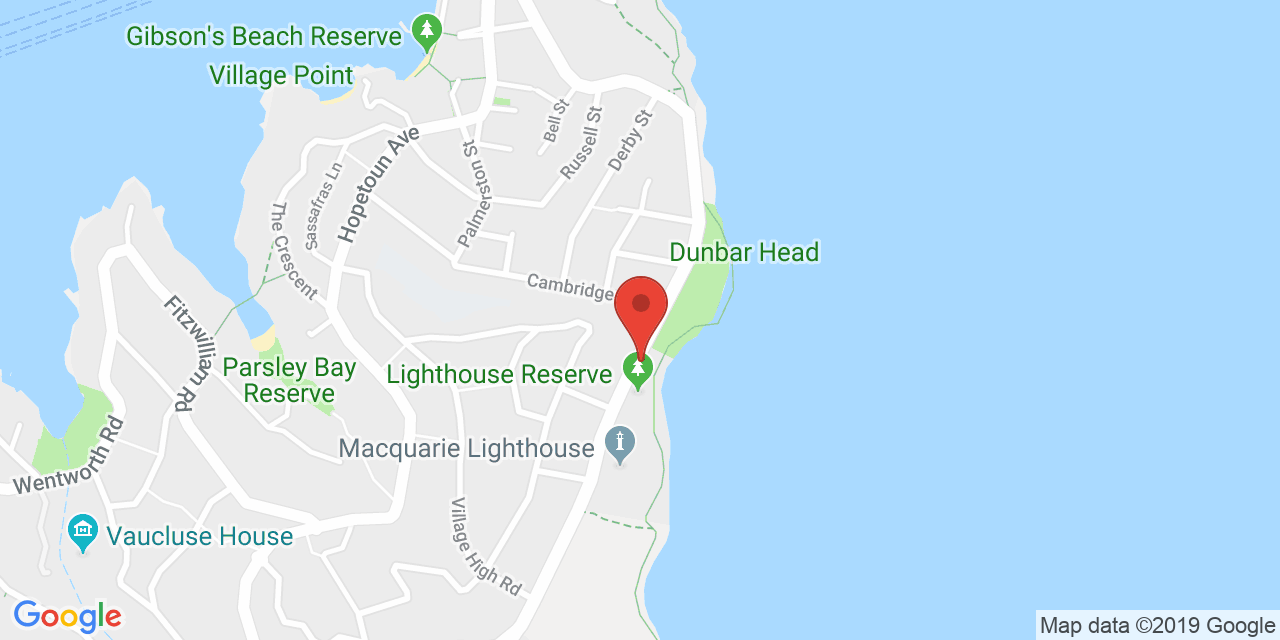 Gibson's Beach Reserve
Village Point
Bell St
Russell St
Derby St
Hopetoun Ave
Palmerston St
Sassafras Ln
The Crescent
Dunbar Head
Cambridge
Fitzwilliam Rd
Parsley Bay
Reserve
Lighthouse Reserve
Macquarie Lighthouse
Wentworth Rd
Vaucluse House
Village High Rd
Google
Map data ©2019 Google